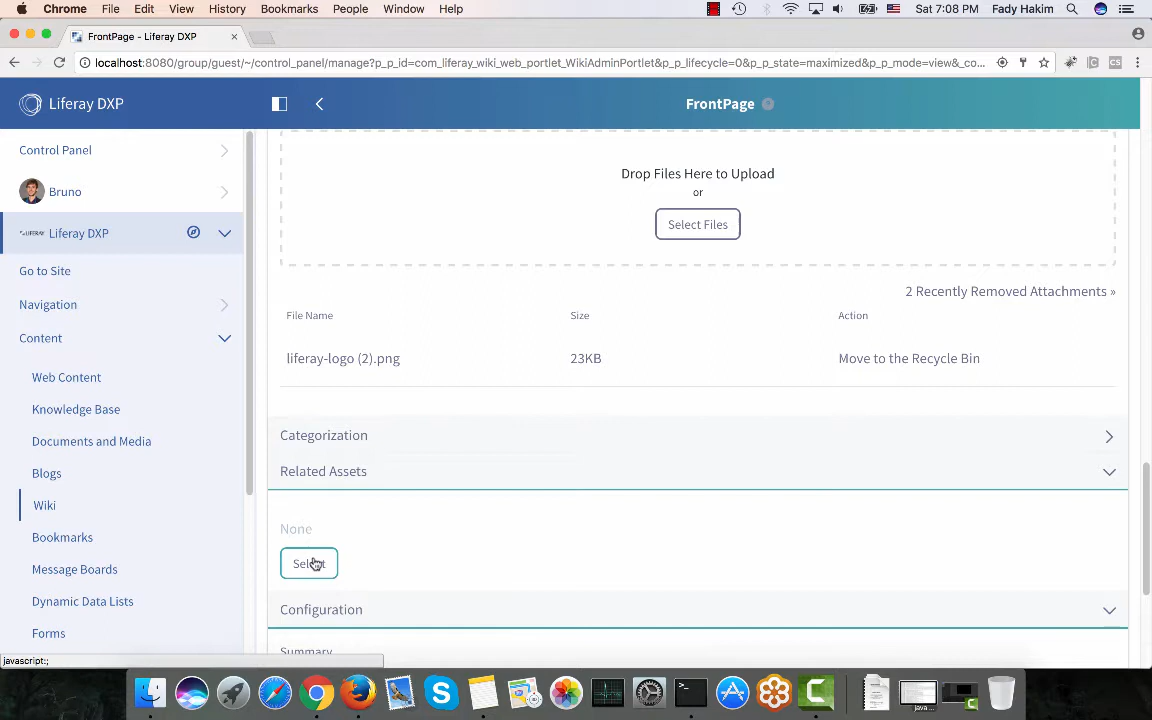 Chrome File Edit View History Bookmarks People Window Help
Sat 7:08 PM Fady Hakim
FrontPage - Liferay DXP
localhost:8080/group/guest/~/control_panel/manage?p_p_id=com_liferay_wiki_web_portlet_WikiAdminPortlet&p_p_lifecycle=0&p_p_state=maximized&p_p_mode=view&_co...
Liferay DXP
FrontPage
Control Panel
Bruno
LIFERAY Liferay DXP
Go to Site
Navigation
Content
Web Content
Knowledge Base
Documents and Media
Blogs
Wiki
Bookmarks
Message Boards
Dynamic Data Lists
Forms
Drop Files Here to Upload
or
Select Files
2 Recently Removed Attachments »
File Name Size Action
liferay-logo (2).png 23KB Move to the Recycle Bin
Categorization
Related Assets
None
Select
Configuration
Summary
javascript:;